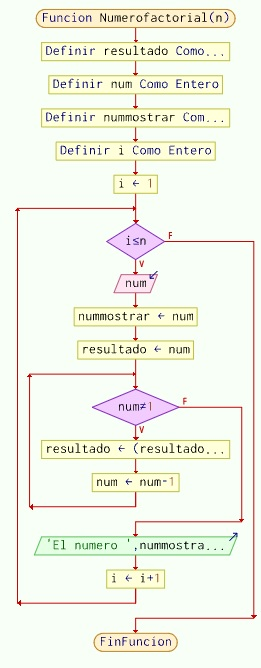 Funcion Numerofactorial(n)
Definir resultado Como...
Definir num Como Entero
Definir nummostrar Com...
Definir i Como Entero
i ← 1
i≤n
F
V
num
nummostrar ← num
resultado ← num
num≠1
F
V
resultado ← (resultado...
num ← num-1
'El numero ',nummostra...
i ← i+1
FinFuncion